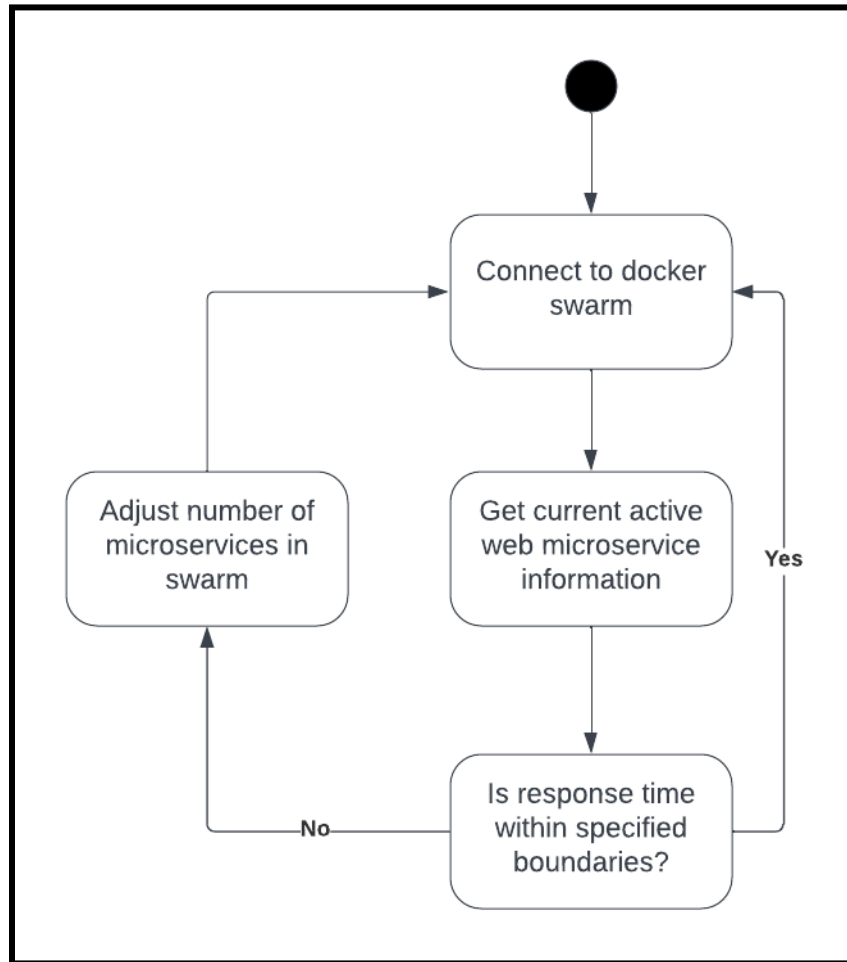 Connect to docker
swarm
Adjust number of
microservices in
swarm
Get current active
web microservice
information
Yes
Is response time
within specified
boundaries?
No